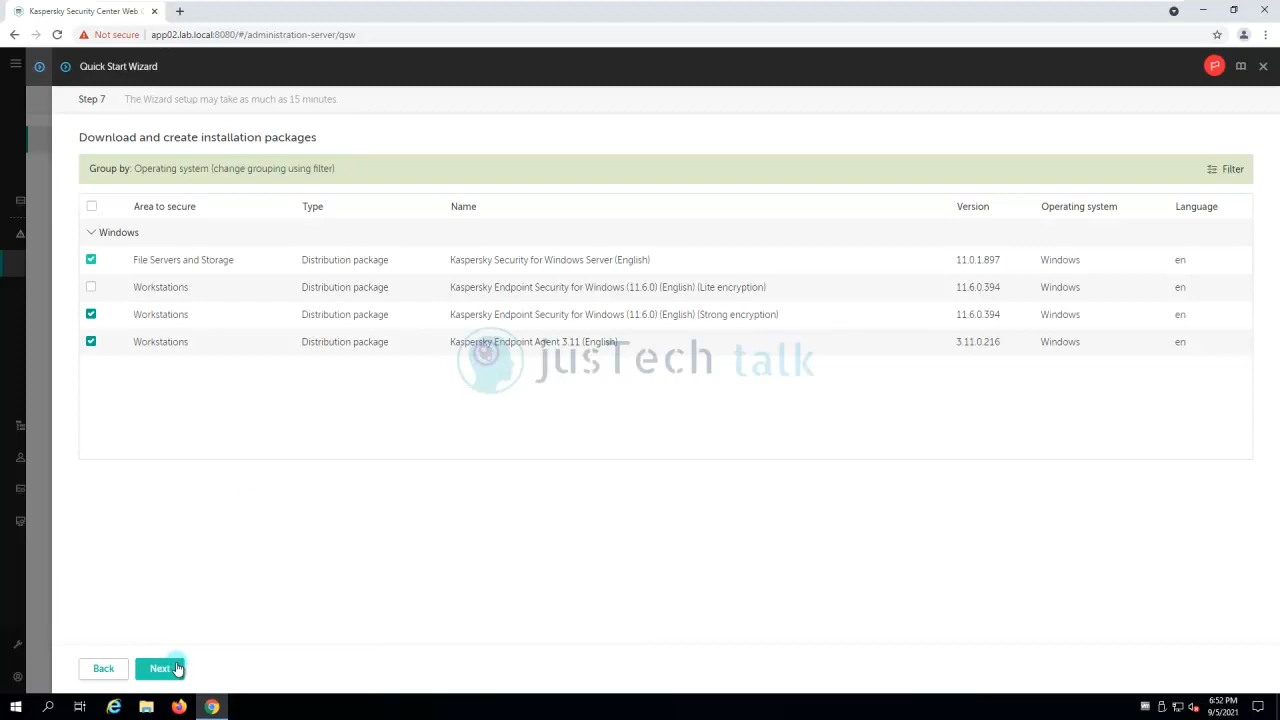 Kaspersky Security Center Web C
Not secure app02.lab.local:8080/#/administration-server/qsw
Quick Start Wizard
Step 7 The Wizard setup may take as much as 15 minutes.
Download and create installation packages
Group by: Operating system (change grouping using filter) Filter
Area to secure Type Name Version Operating system Language
Windows
File Servers and Storage Distribution package Kaspersky Security for Windows Server (English) 11.0.1.897 Windows en
Workstations Distribution package Kaspersky Endpoint Security for Windows (11.6.0) (English) (Lite encryption) 11.6.0.394 Windows en
Workstations Distribution package Kaspersky Endpoint Security for Windows (11.6.0) (English) (Strong encryption) 11.6.0.394 Windows en
Workstations Distribution package Kaspersky Endpoint Agent 3.11 (English) 3.11.0.216 Windows en
jusTech talk
Back Next
6:52 PM
9/5/2021